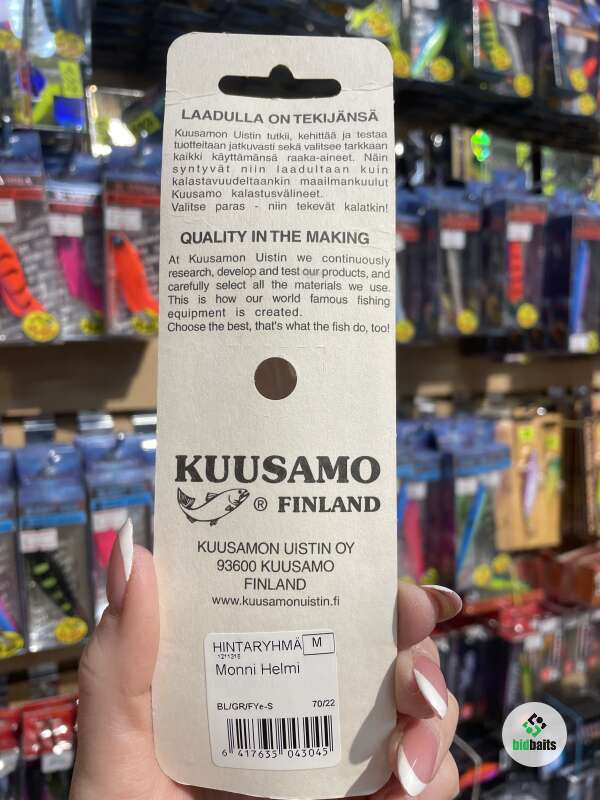 LAADULLA ON TEKIJÄNSÄ
Kuusamon Uistin tutkii, kehittää ja testaa
tuotteitaan jatkuvasti sekä valitsee tarkkaan
kaikki käyttämänsä raaka-aineet. Näin
syntyvät niin laadultaan kuin
kalastavuudeltaankin maailmankuulut
Kuusamo kalastusvälineet.
Valitse paras - niin tekevät kalatkin!
QUALITY IN THE MAKING
At Kuusamon Uistin we continuously
research, develop and test our products, and
carefully select all the materials we use.
This is how our world famous fishing
equipment is created.
Choose the best, that's what the fish do, too!
KUUSAMO
® FINLAND
KUUSAMON UISTIN OY
93600 KUUSAMO
FINLAND
www.kuusamonuistin.fi
HINTARYHMÄ M
Monni Helmi
BL/GR/FYe-S 70/22
6 417635 043045
bidbaits